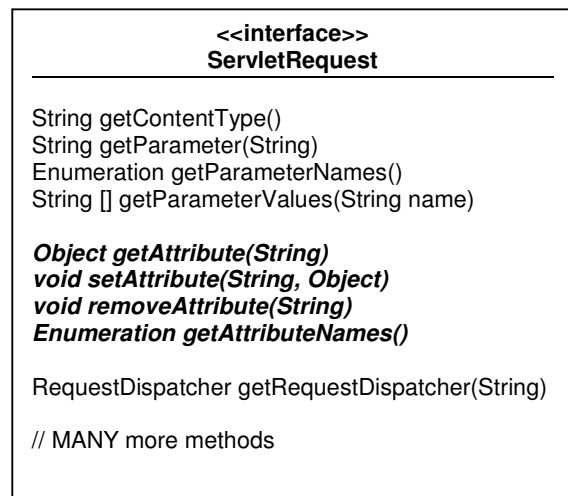 <<interface>>
ServletRequest
String getContentType()
String getParameter(String)
Enumeration getParameterNames()
String [] getParameterValues(String name)
Object getAttribute(String)
void setAttribute(String, Object)
void removeAttribute(String)
Enumeration getAttributeNames()
RequestDispatcher getRequestDispatcher(String)
// MANY more methods